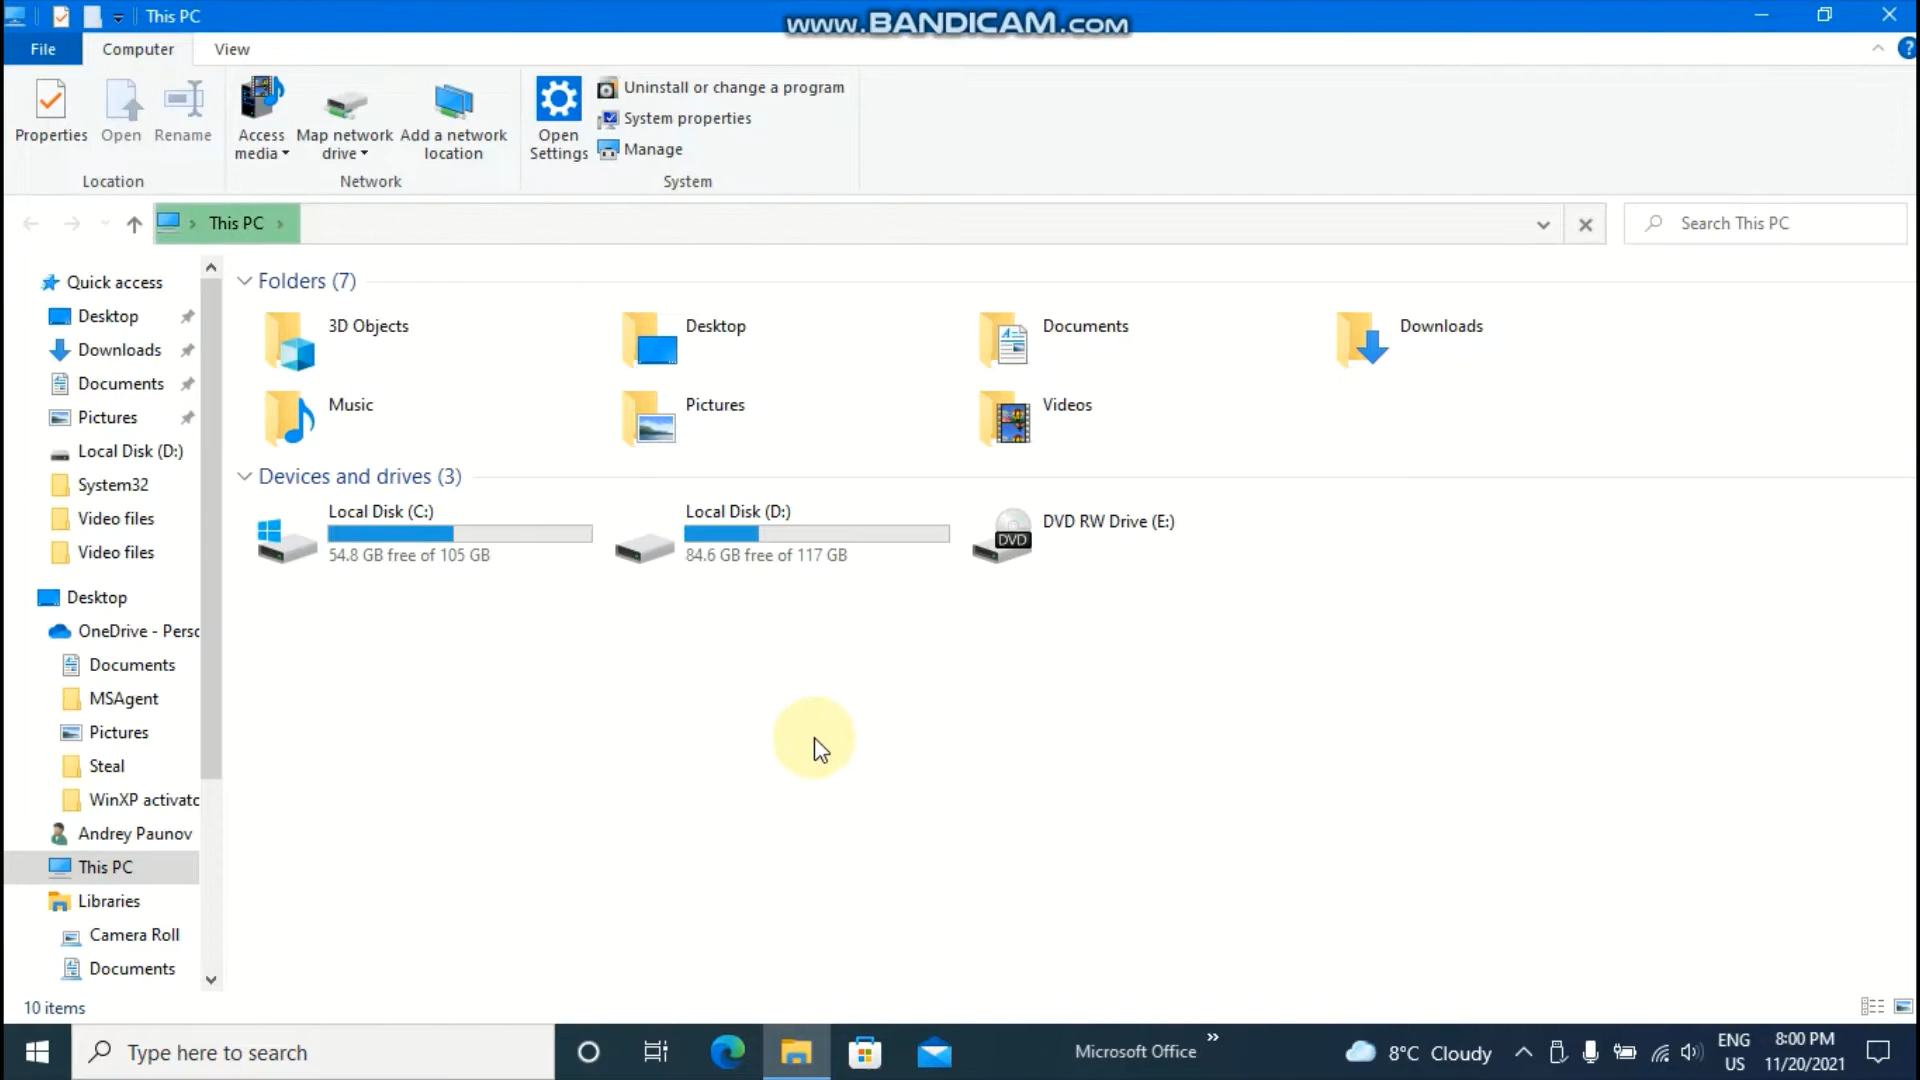 This PC
www.BANDICAM.com
File
Computer
View
Properties
Open
Rename
Access media
Map network drive
Add a network location
Open Settings
Uninstall or change a program
System properties
Manage
Location
Network
System
This PC
Search This PC
Quick access
Desktop
Downloads
Documents
Pictures
Local Disk (D:)
System32
Video files
Video files
Desktop
OneDrive - Perso
Documents
MSAgent
Pictures
Steal
WinXP activato
Andrey Paunov
This PC
Libraries
Camera Roll
Documents
Folders (7)
3D Objects
Desktop
Documents
Downloads
Music
Pictures
Videos
Devices and drives (3)
Local Disk (C:)
54.8 GB free of 105 GB
Local Disk (D:)
84.6 GB free of 117 GB
DVD RW Drive (E:)
DVD
10 items
Type here to search
Microsoft Office
8°C Cloudy
ENG
US
8:00 PM
11/20/2021